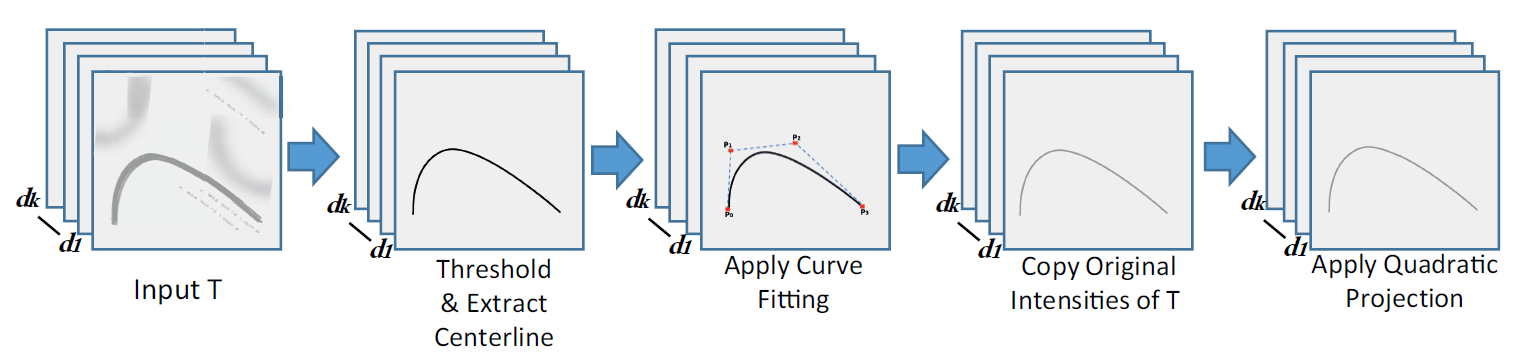 dk
d1
Input T
dk
d1
Threshold
& Extract
Centerline
P1
P2
P0
P3
dk
d1
Apply Curve
Fitting
dk
d1
Copy Original
Intensities of T
dk
d1
Apply Quadratic
Projection